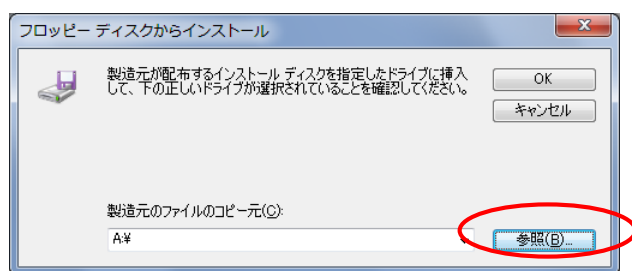 フロッピー ディスクからインストール
製造元が配布するインストール ディスクを指定したドライブに挿入
して、下の正しいドライブが選択されていることを確認してください。
OK
キャンセル
製造元のファイルのコピー元(C):
A:¥
参照(B)...